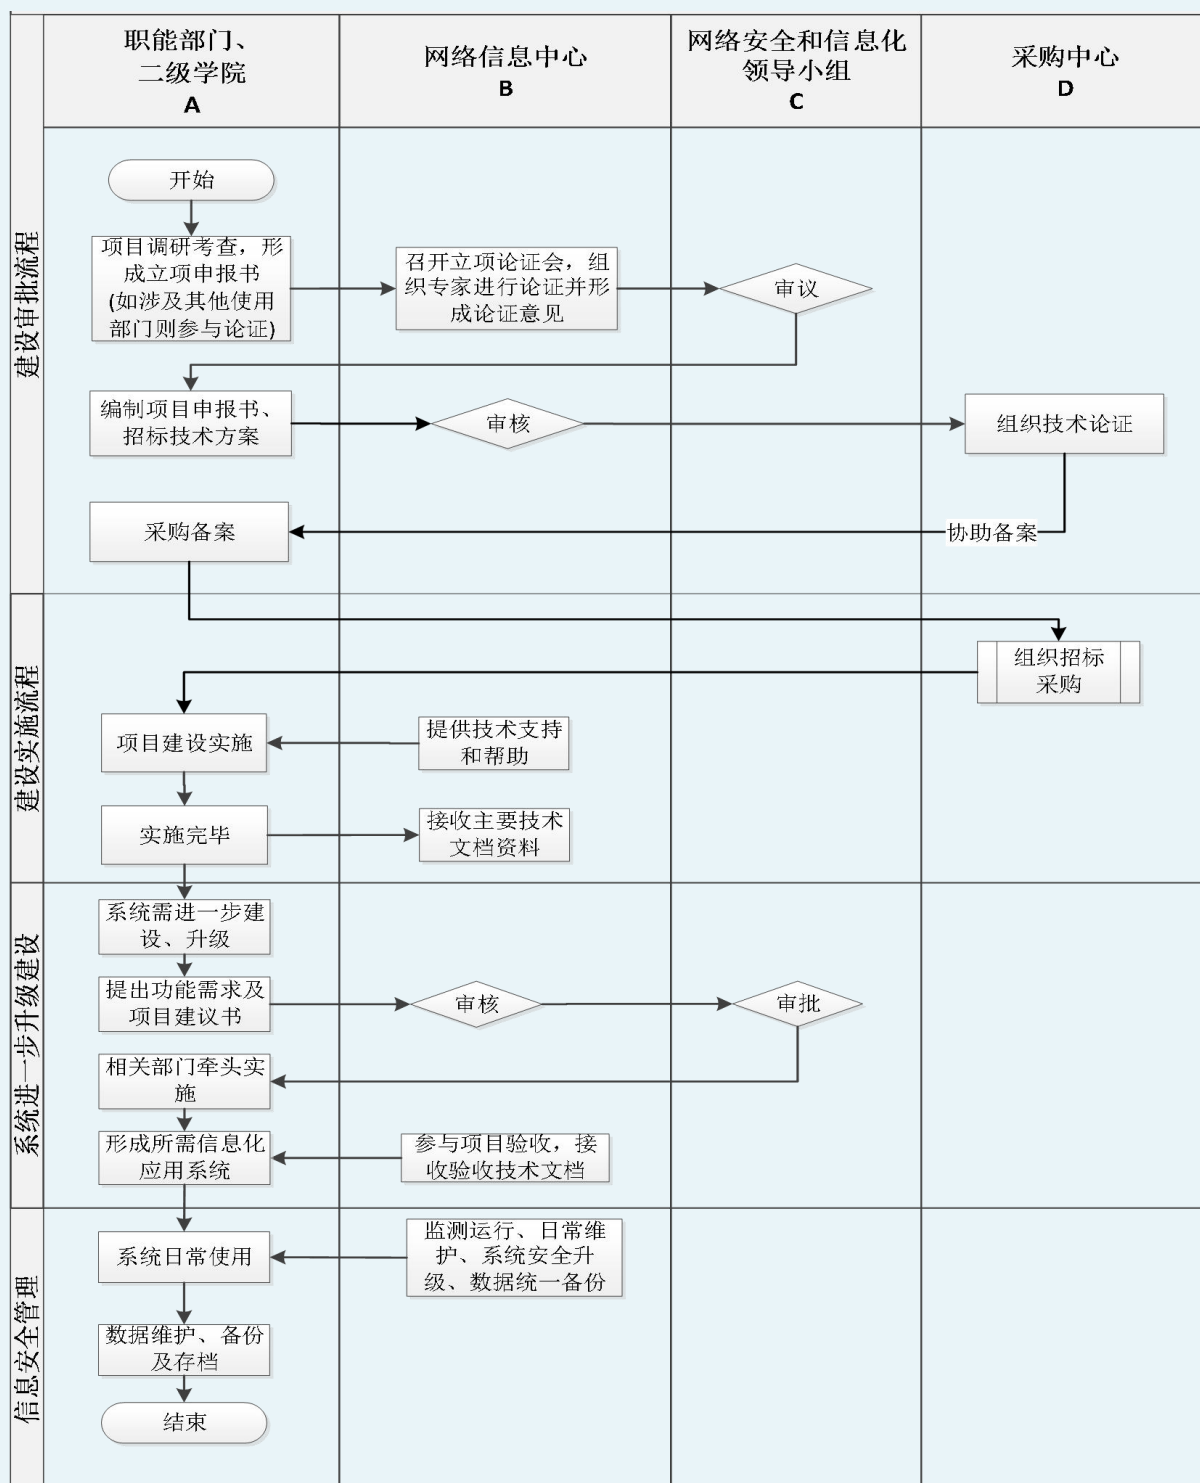 职能部门、
二级学院
A
网络信息中心
B
网络安全和信息化
领导小组
C
采购中心
D
建设审批流程
开始
项目调研考查，形
成立项申报书
(如涉及其他使用
部门则参与论证)
召开立项论证会，组
织专家进行论证并形
成论证意见
审议
编制项目申报书、
招标技术方案
审核
组织技术论证
采购备案
协助备案
建设实施流程
组织招标
采购
项目建设实施
提供技术支持
和帮助
实施完毕
接收主要技术
文档资料
系统进一步升级建设
系统需进一步建
设、升级
提出功能需求及
项目建议书
审核
审批
相关部门牵头实
施
形成所需信息化
应用系统
参与项目验收，接
收验收技术文档
信息安全管理
系统日常使用
监测运行、日常维
护、系统安全升
级、数据统一备份
数据维护、备份
及存档
结束